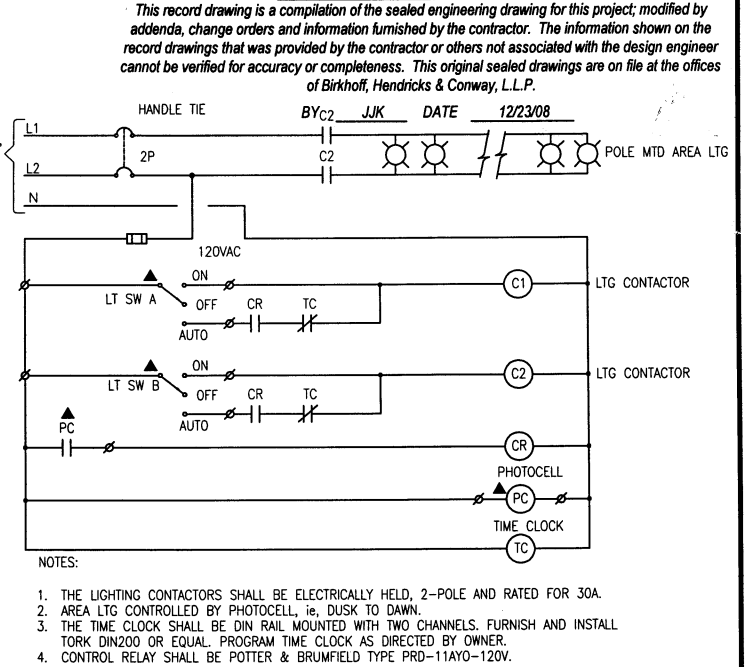 This record drawing is a compilation of the sealed engineering drawing for this project; modified by
addenda, change orders and information furnished by the contractor. The information shown on the
record drawings that was provided by the contractor or others not associated with the design engineer
cannot be verified for accuracy or completeness. This original sealed drawings are on file at the offices
of Birkhoff, Hendricks & Conway, L.L.P.
HANDLE TIE
BY JJK DATE 12/23/08
C2
L1
2P
C2
POLE MTD AREA LTG
L2
N
120VAC
ON
C1
LTG CONTACTOR
LT SW A
OFF
CR
TC
AUTO
ON
C2
LTG CONTACTOR
LT SW B
OFF
CR
TC
AUTO
PC
CR
PHOTOCELL
PC
TIME CLOCK
TC
NOTES:
1. THE LIGHTING CONTACTORS SHALL BE ELECTRICALLY HELD, 2-POLE AND RATED FOR 30A.
2. AREA LTG CONTROLLED BY PHOTOCELL, ie, DUSK TO DAWN.
3. THE TIME CLOCK SHALL BE DIN RAIL MOUNTED WITH TWO CHANNELS. FURNISH AND INSTALL
TORK DIN200 OR EQUAL. PROGRAM TIME CLOCK AS DIRECTED BY OWNER.
4. CONTROL RELAY SHALL BE POTTER & BRUMFIELD TYPE PRD-11AYO-120V.